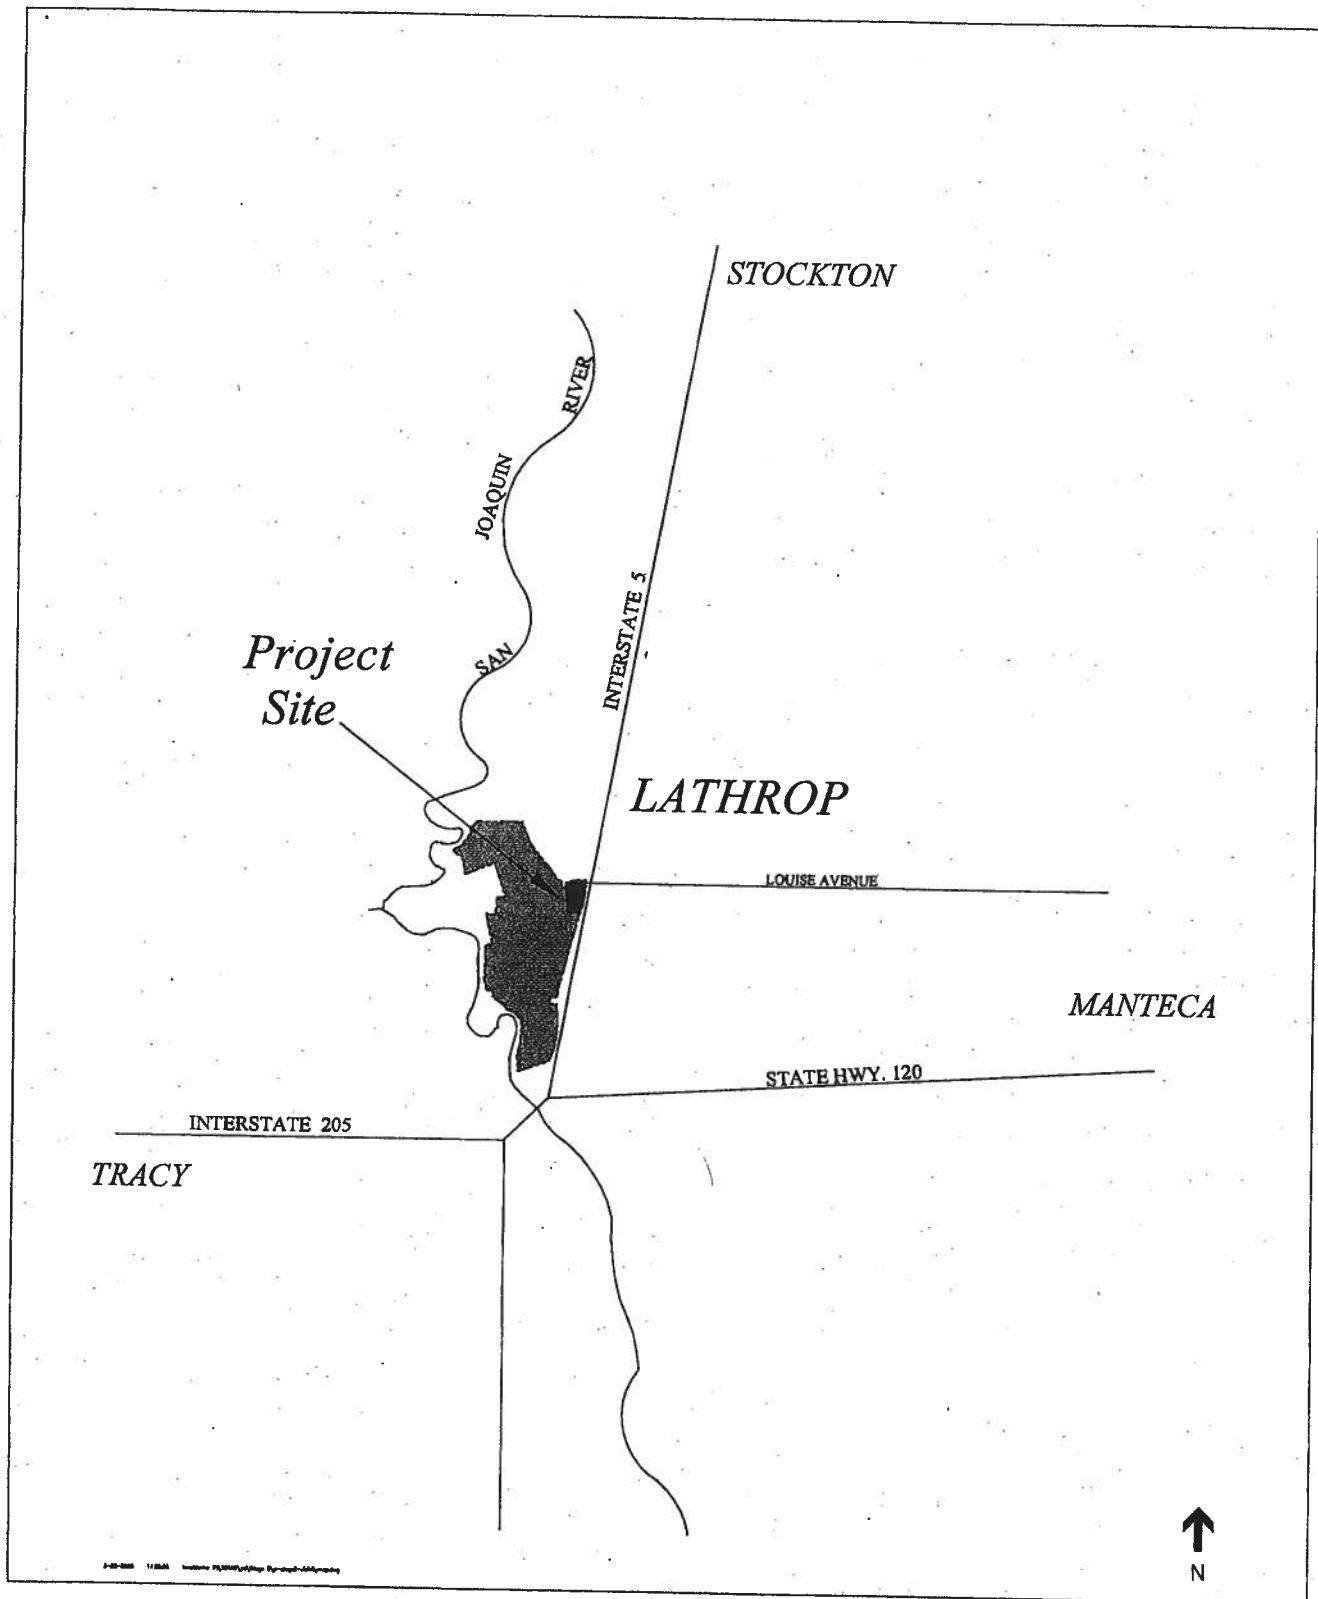 STOCKTON
RIVER
JOAQUIN
SAN
INTERSTATE 5
Project
Site
LATHROP
LOUISE AVENUE
MANTECA
STATE HWY. 120
INTERSTATE 205
TRACY
N